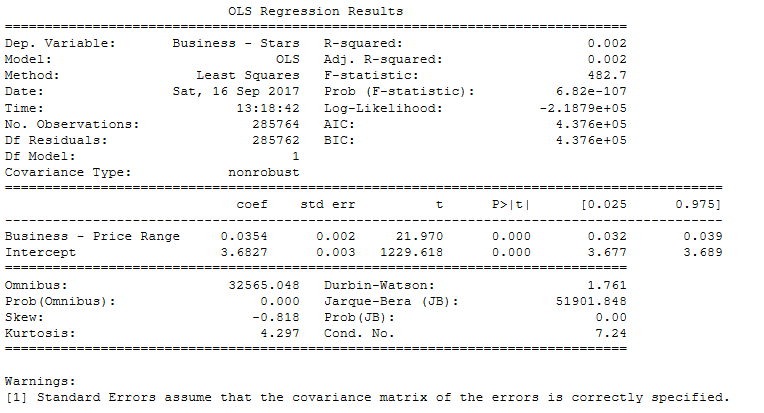 OLS Regression Results
==============================================================================
Dep. Variable:       Business - Stars   R-squared:                       0.002
Model:                            OLS   Adj. R-squared:                  0.002
Method:                 Least Squares   F-statistic:                     482.7
Date:                Sat, 16 Sep 2017   Prob (F-statistic):          6.82e-107
Time:                        13:18:42   Log-Likelihood:            -2.1879e+05
No. Observations:              285764   AIC:                         4.376e+05
Df Residuals:                  285762   BIC:                         4.376e+05
Df Model:                           1
Covariance Type:            nonrobust
==========================================================================================
                             coef    std err          t      P>|t|      [0.025      0.975]
------------------------------------------------------------------------------------------
Business - Price Range     0.0354      0.002     21.970      0.000       0.032       0.039
Intercept                  3.6827      0.003   1229.618      0.000       3.677       3.689
==============================================================================
Omnibus:                    32565.048   Durbin-Watson:                   1.761
Prob(Omnibus):                  0.000   Jarque-Bera (JB):            51901.848
Skew:                          -0.818   Prob(JB):                         0.00
Kurtosis:                       4.297   Cond. No.                         7.24
==============================================================================
Warnings:
[1] Standard Errors assume that the covariance matrix of the errors is correctly specified.